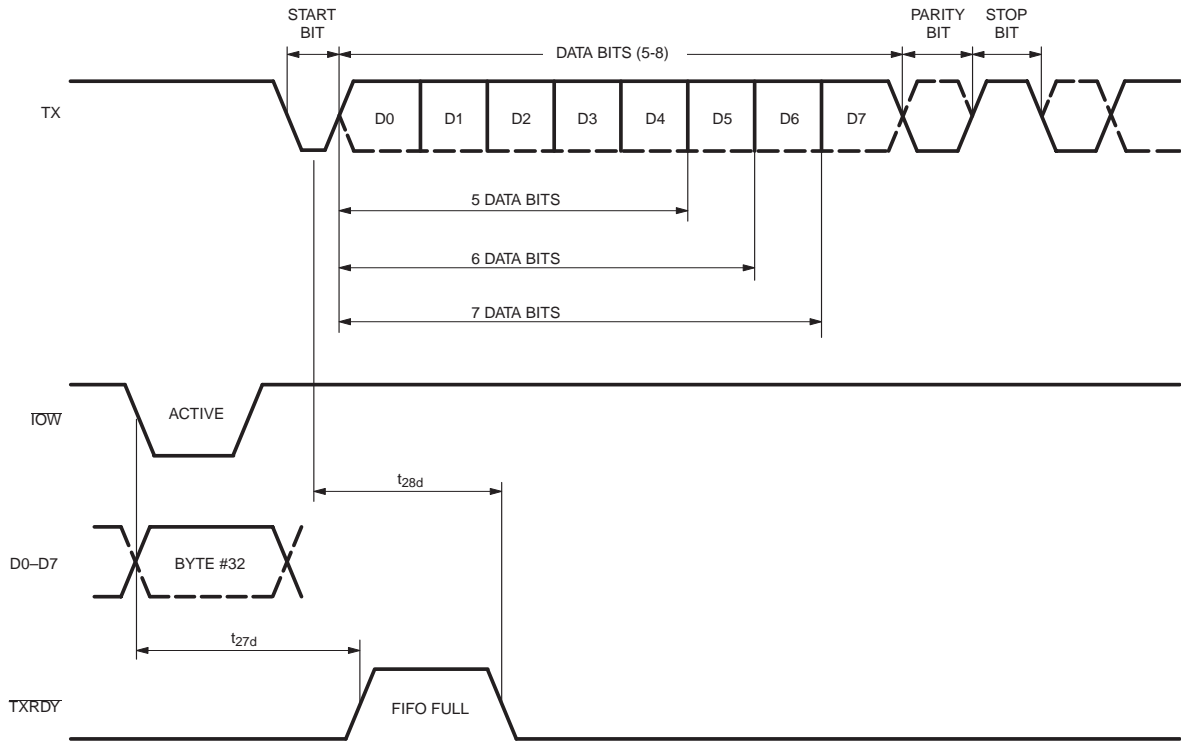 START
BIT
DATA BITS (5-8)
PARITY
BIT
STOP
BIT
TX
D0 D1 D2 D3 D4 D5 D6 D7
5 DATA BITS
6 DATA BITS
7 DATA BITS
IOW
ACTIVE
t28d
D0–D7
BYTE #32
t27d
TXRDY
FIFO FULL